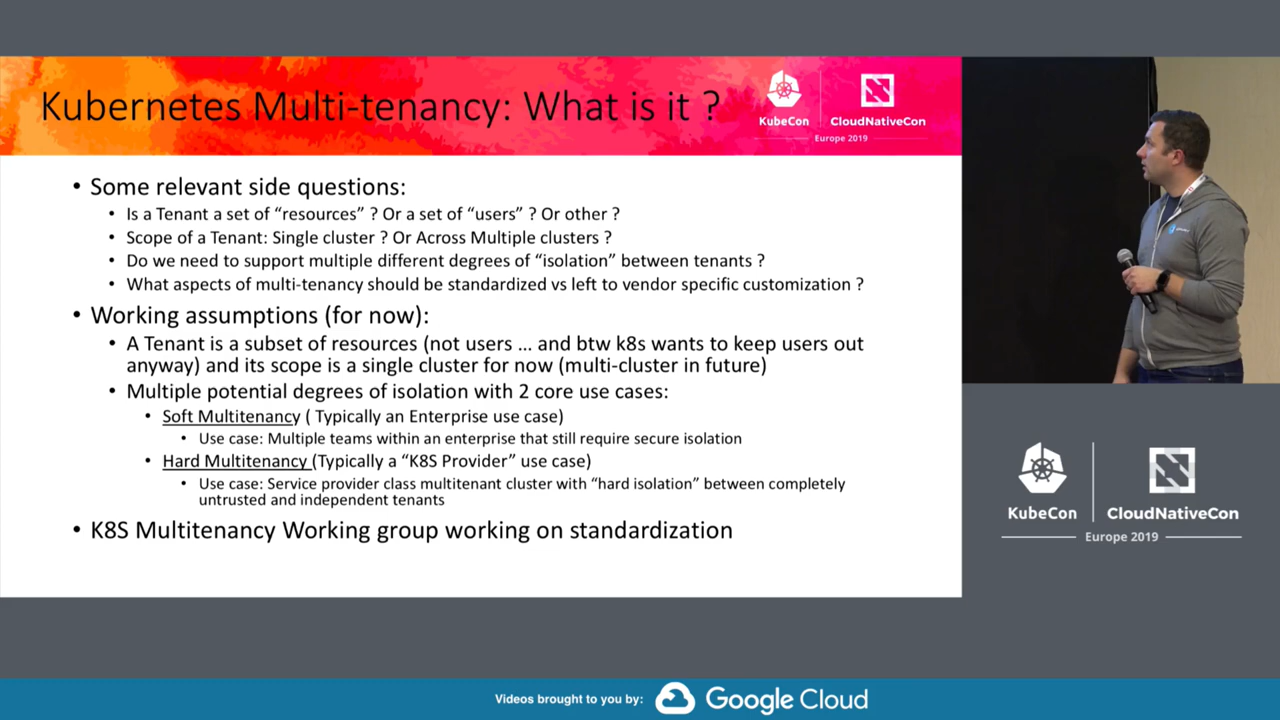 Kubernetes Multi-tenancy: What is it ?
KubeCon
CloudNativeCon
Europe 2019
• Some relevant side questions:
• Is a Tenant a set of “resources” ? Or a set of “users” ? Or other ?
• Scope of a Tenant: Single cluster ? Or Across Multiple clusters ?
• Do we need to support multiple different degrees of “isolation” between tenants ?
• What aspects of multi-tenancy should be standardized vs left to vendor specific customization ?
• Working assumptions (for now):
• A Tenant is a subset of resources (not users … and btw k8s wants to keep users out
anyway) and its scope is a single cluster for now (multi-cluster in future)
• Multiple potential degrees of isolation with 2 core use cases:
• Soft Multitenancy ( Typically an Enterprise use case)
• Use case: Multiple teams within an enterprise that still require secure isolation
• Hard Multitenancy (Typically a “K8S Provider” use case)
• Use case: Service provider class multitenant cluster with “hard isolation” between completely
untrusted and independent tenants
• K8S Multitenancy Working group working on standardization
KubeCon
CloudNativeCon
Europe 2019
Videos brought to you by:
Google Cloud